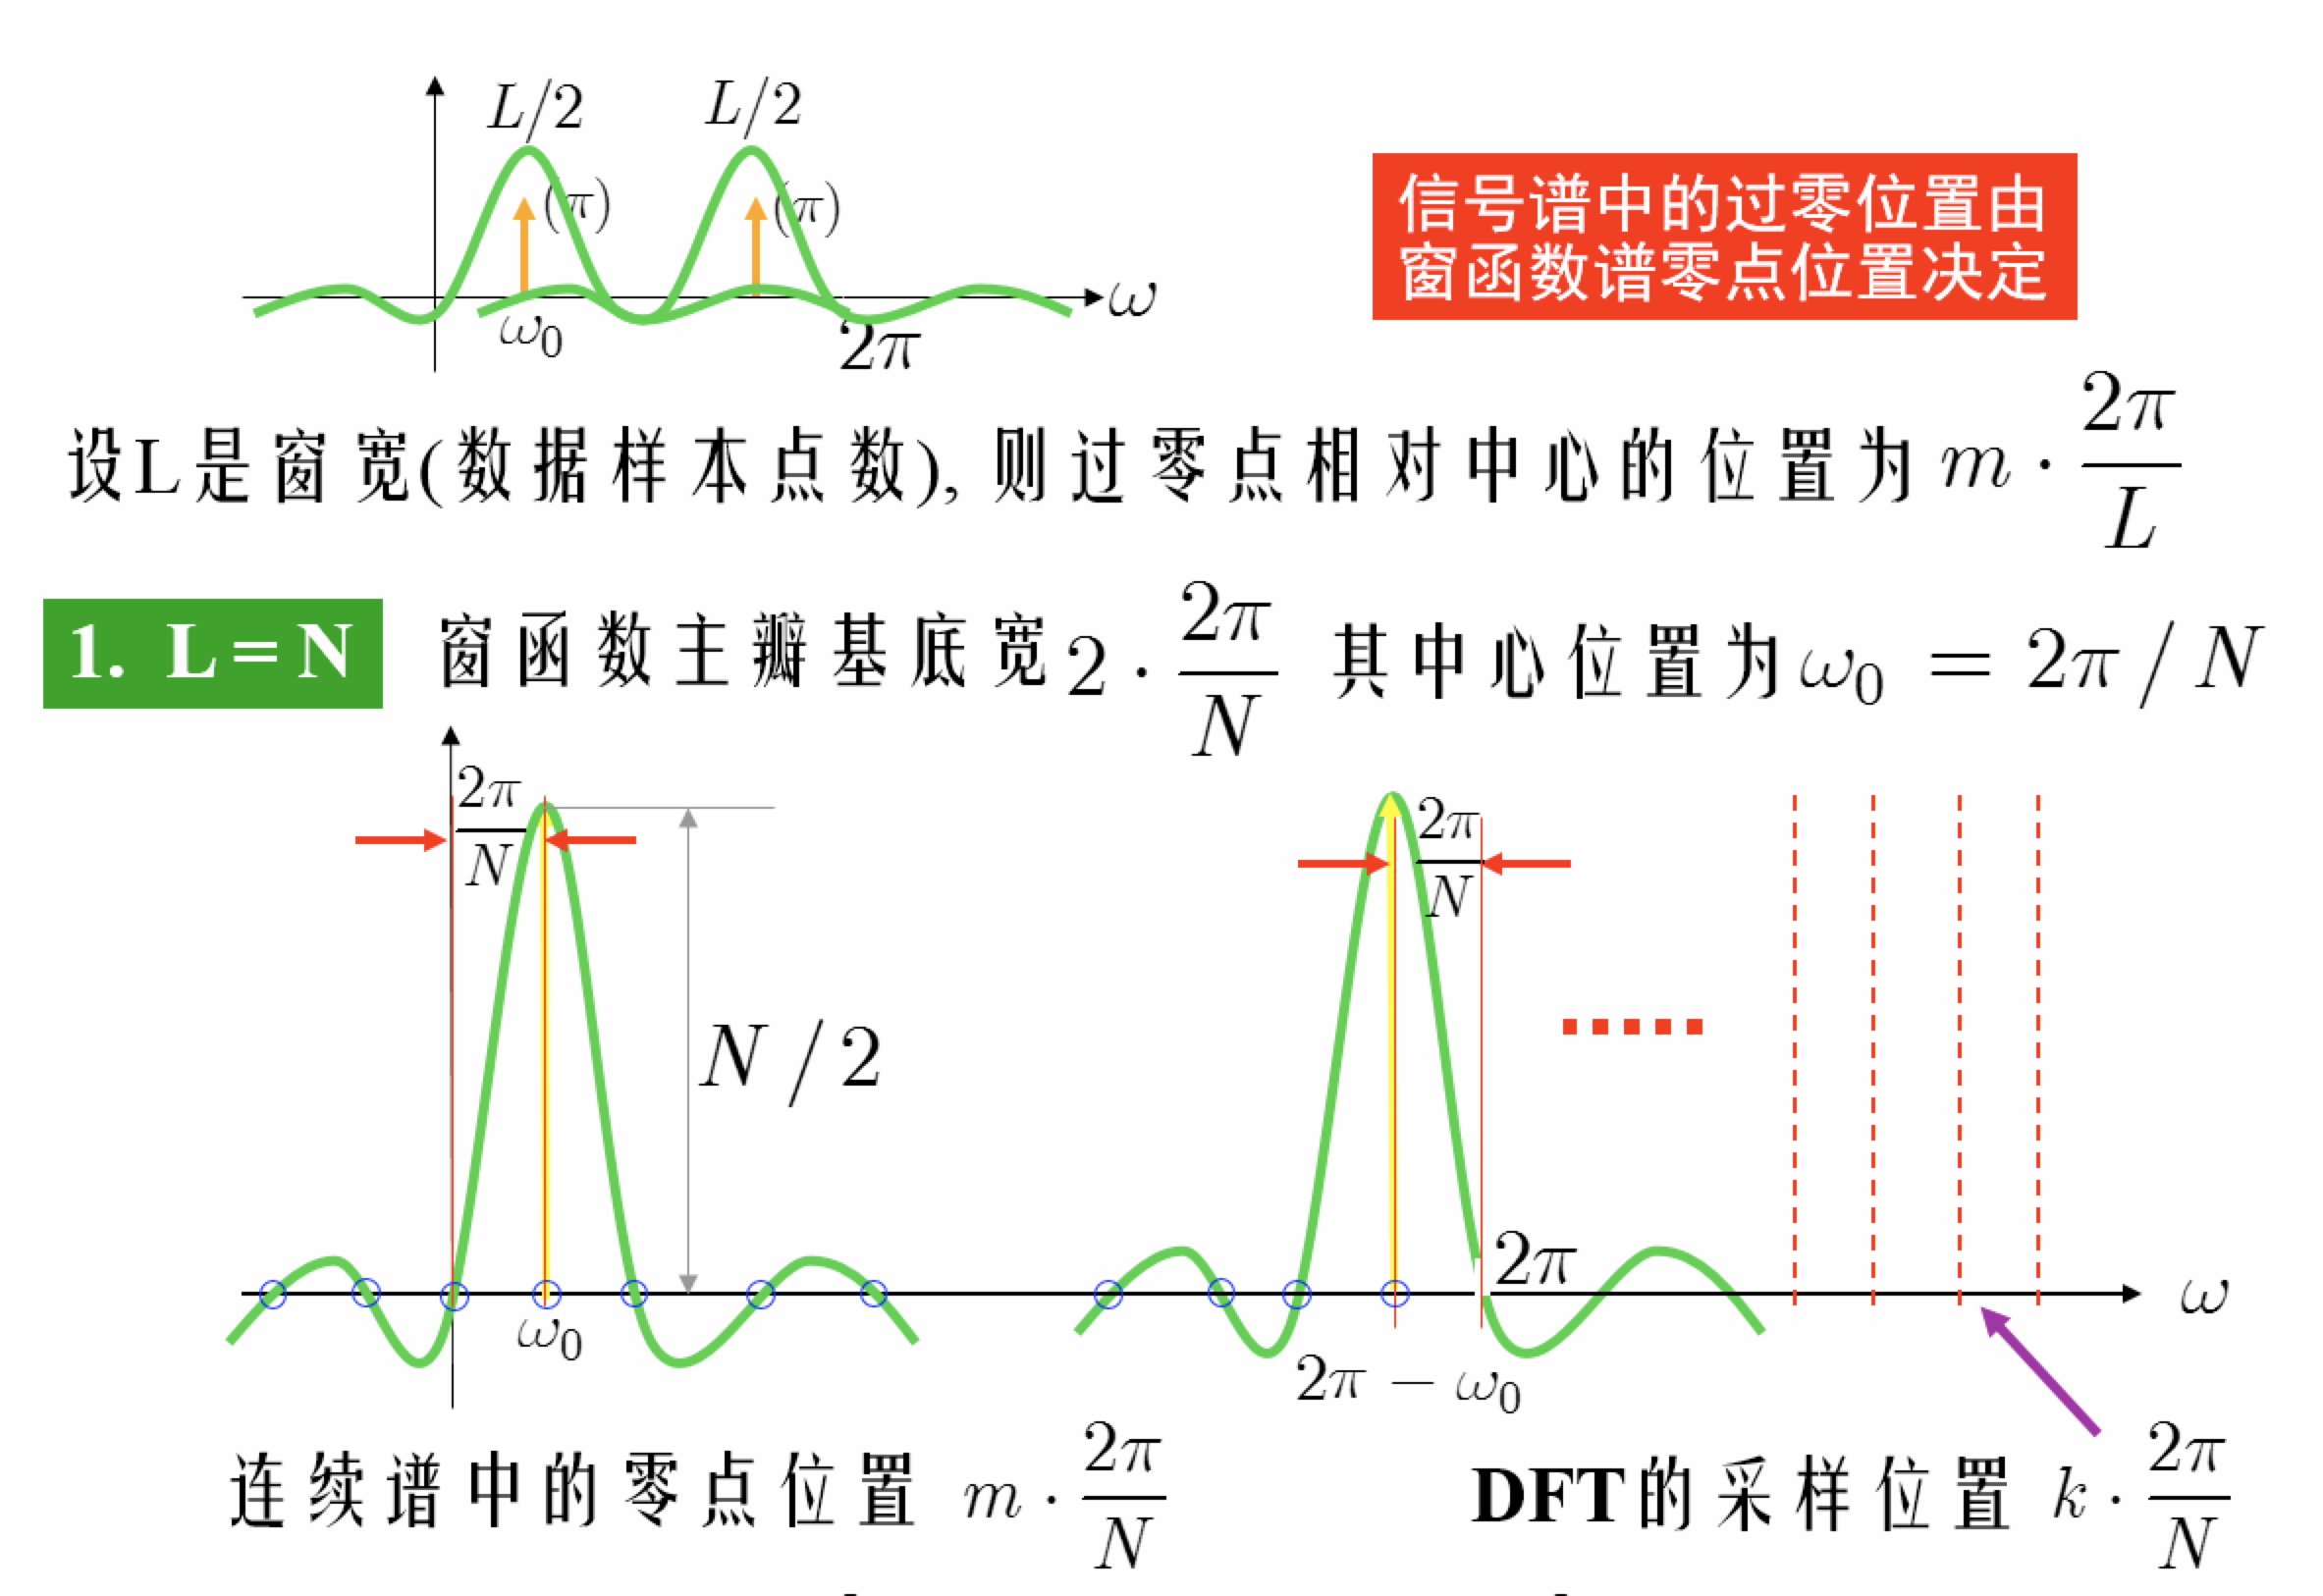 L/2 L/2
(π) (π)
ω
ω₀
2π
信号谱中的过零位置由
窗函数谱零点位置决定
设L是窗宽(数据样本点数), 则过零点相对中心的位置为 m · 2π/L
1. L=N 窗函数主瓣基底宽 2 · 2π/N 其中心位置为 ω₀ = 2π/N
2π/N
2π/N
N/2
......
2π
ω
ω₀
2π − ω₀
连续谱中的零点位置 m · 2π/N
DFT的采样位置 k · 2π/N